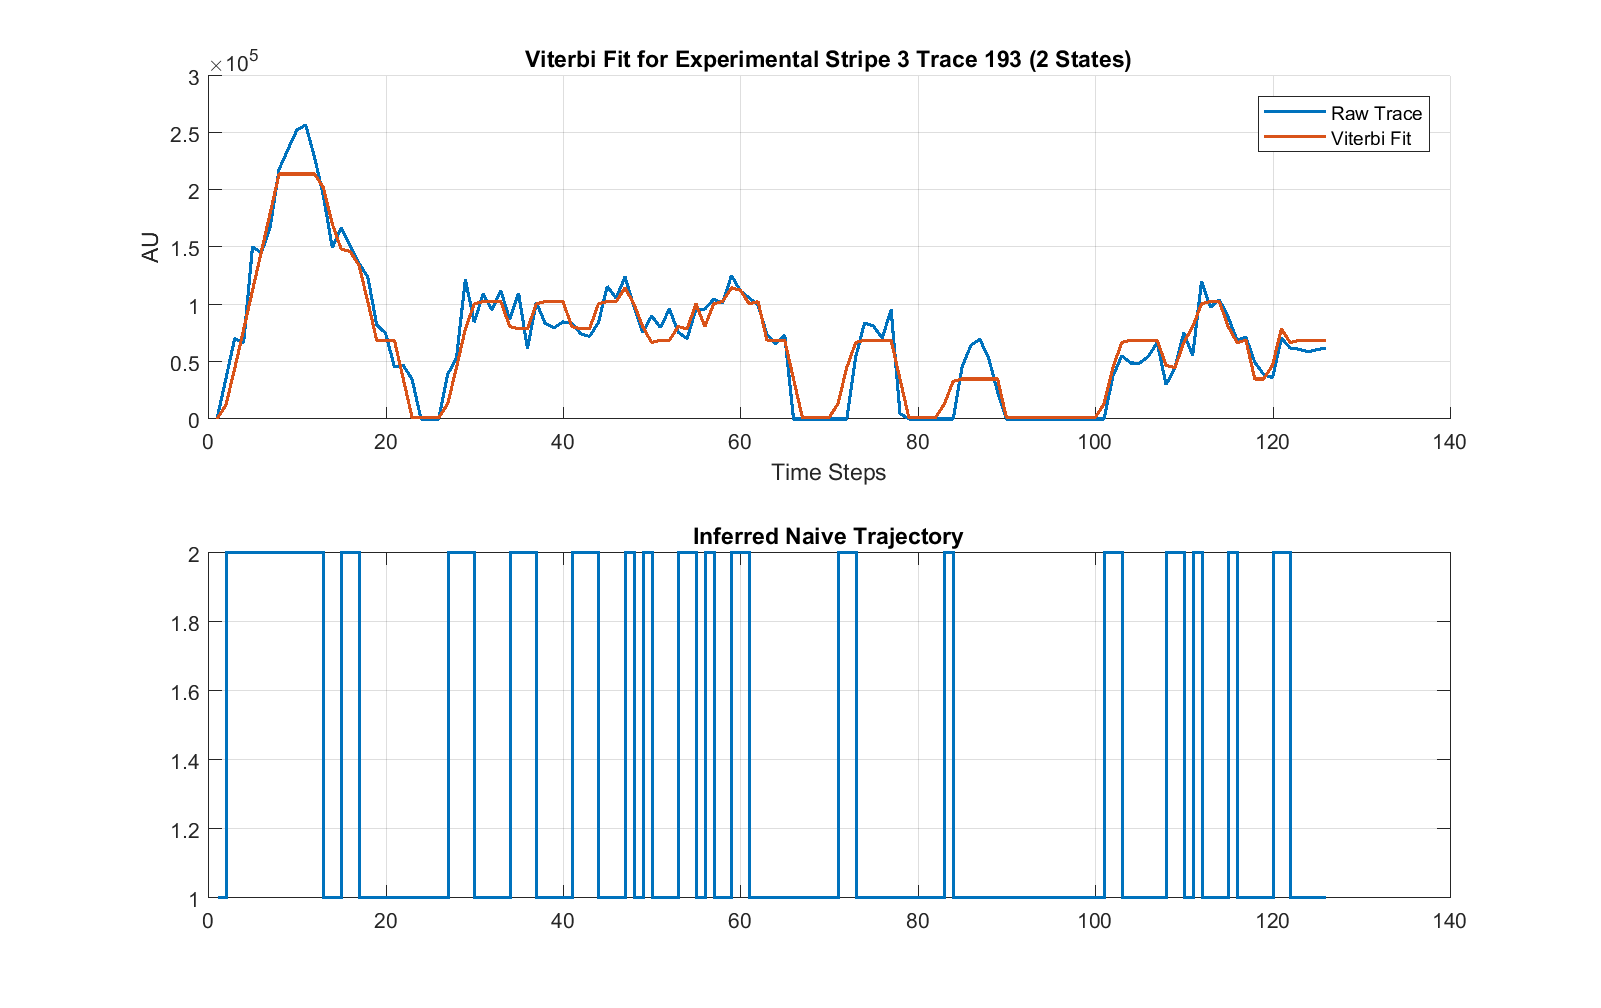 Viterbi Fit for Experimental Stripe 3 Trace 193 (2 States)
×10^5
3
2.5
2
1.5
1
0.5
0
AU
Raw Trace
Viterbi Fit
0 20 40 60 80 100 120 140
Time Steps
Inferred Naive Trajectory
2
1.8
1.6
1.4
1.2
1
0 20 40 60 80 100 120 140